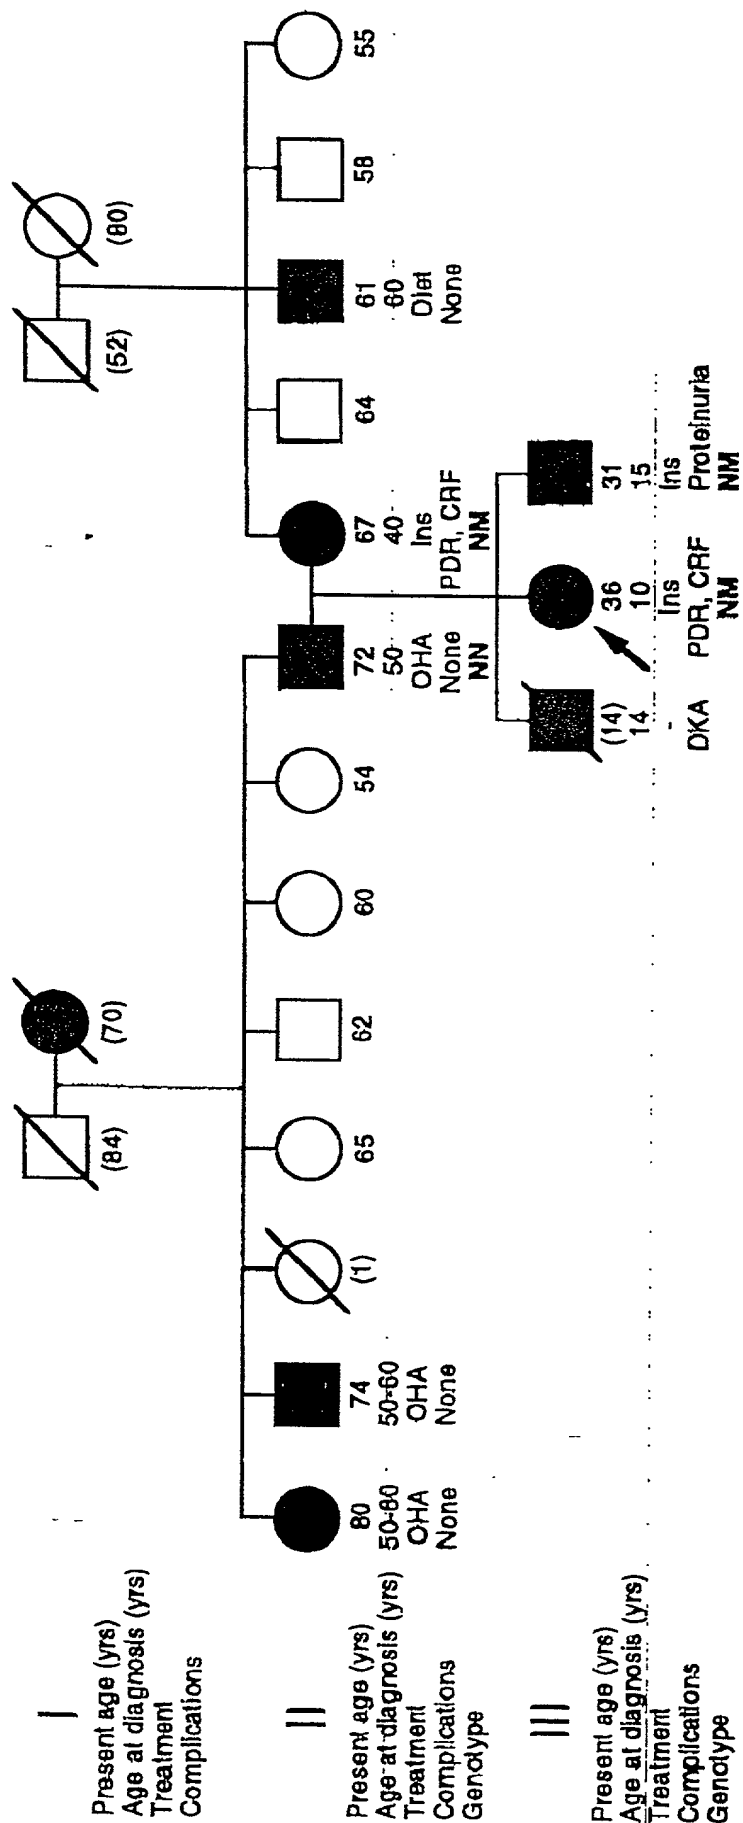 I
Present age (yrs)
Age at diagnosis (yrs)
Treatment
Complications
(84)
(70)
(52)
(80)
II
Present age (yrs)
Age at diagnosis (yrs)
Treatment
Complications
Genotype
80
50-60
OHA
None
74
50-60
OHA
None
(1)
65
62
60
54
72
50
OHA
None
NN
67
40
Ins
PDR, CRF
NM
64
61
60
Diet
None
58
55
III
Present age (yrs)
Age at diagnosis (yrs)
Treatment
Complications
Genotype
(14)
14
-
DKA
36
10
Ins
PDR, CRF
NM
31
15
Ins
Proteinuria
NM